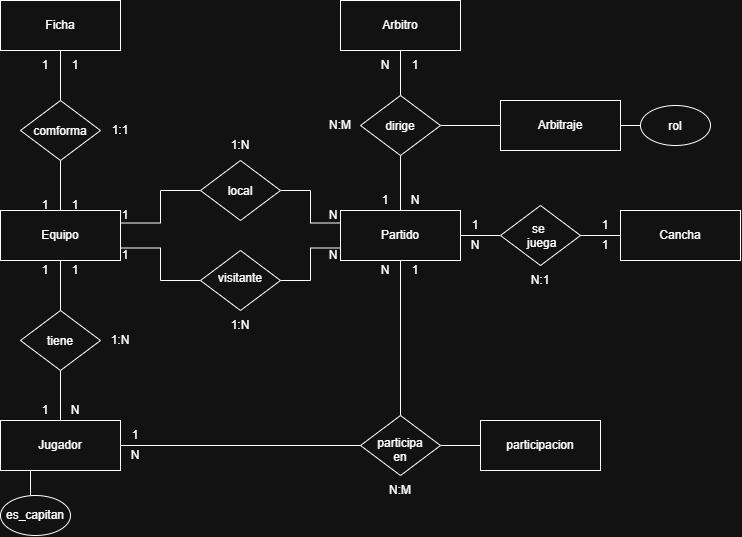 Ficha
Arbitro
1 1
N 1
comforma
1:1
N:M
dirige
Arbitraje
rol
1:N
local
1 1
1
N
1 N
Equipo
Partido
1
N
se
juega
1
1
Cancha
1
N
visitante
1 1
N 1
N:1
1:N
tiene
1:N
1 N
Jugador
1
N
participa
en
participacion
N:M
es_capitan